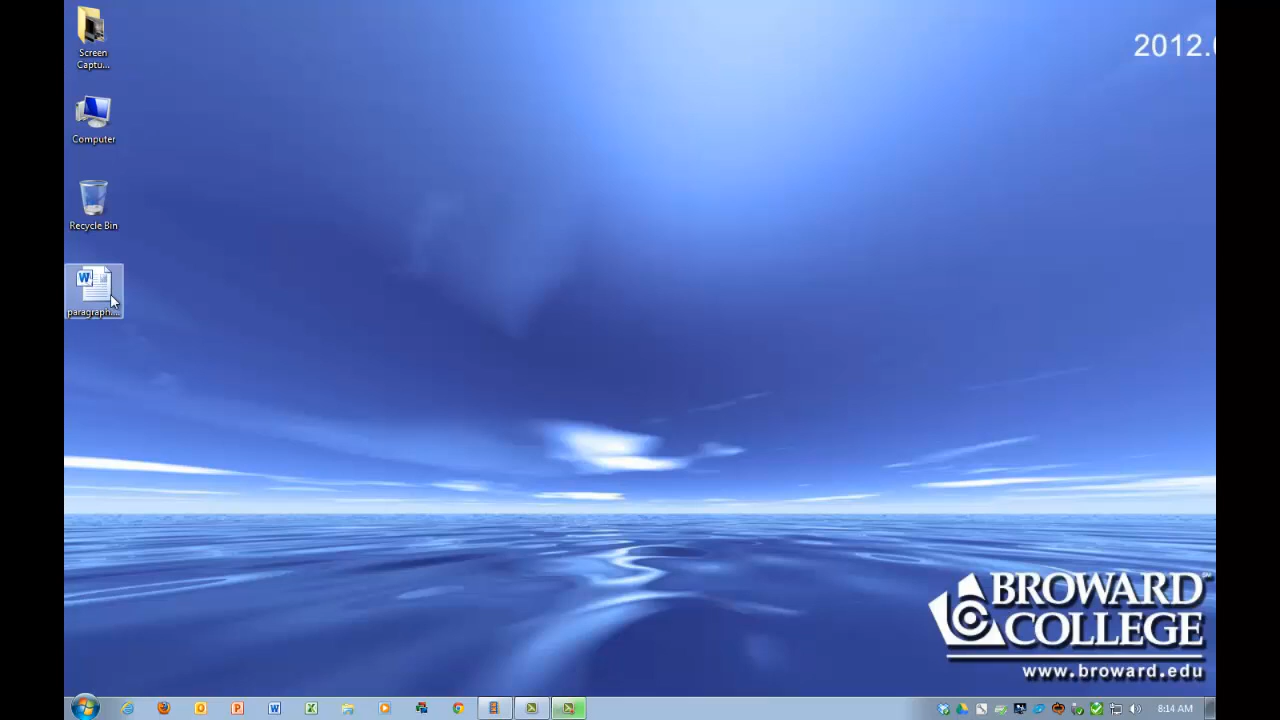 2012.
Screen
Captu...
Computer
Recycle Bin
paragraph...
BROWARD
COLLEGE
www.broward.edu
8:14 AM